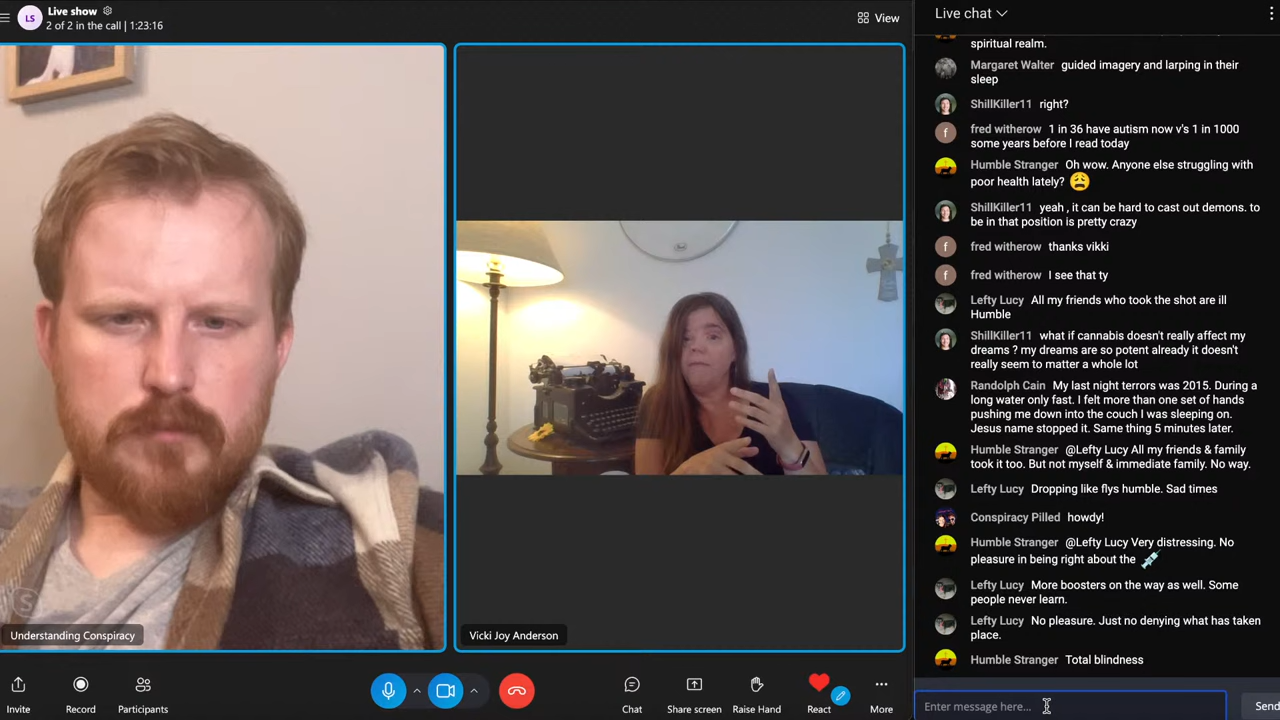 LS
Live show
2 of 2 in the call | 1:23:16
View
Understanding Conspiracy
Vicki Joy Anderson
Invite
Record
Participants
Chat
Share screen
Raise Hand
React
More
Live chat
spiritual realm.
Margaret Walter guided imagery and larping in their
sleep
ShillKiller11 right?
f
fred witherow 1 in 36 have autism now v's 1 in 1000
some years before I read today
Humble Stranger Oh wow. Anyone else struggling with
poor health lately? 😩
ShillKiller11 yeah , it can be hard to cast out demons. to
be in that position is pretty crazy
f
fred witherow thanks vikki
f
fred witherow I see that ty
Lefty Lucy All my friends who took the shot are ill
Humble
ShillKiller11 what if cannabis doesn't really affect my
dreams ? my dreams are so potent already it doesn't
really seem to matter a whole lot
Randolph Cain My last night terrors was 2015. During a
long water only fast. I felt more than one set of hands
pushing me down into the couch I was sleeping on.
Jesus name stopped it. Same thing 5 minutes later.
Humble Stranger @Lefty Lucy All my friends & family
took it too. But not myself & immediate family. No way.
Lefty Lucy Dropping like flys humble. Sad times
Conspiracy Pilled howdy!
Humble Stranger @Lefty Lucy Very distressing. No
pleasure in being right about the 💉
Lefty Lucy More boosters on the way as well. Some
people never learn.
Lefty Lucy No pleasure. Just no denying what has taken
place.
Humble Stranger Total blindness
Enter message here...
Send